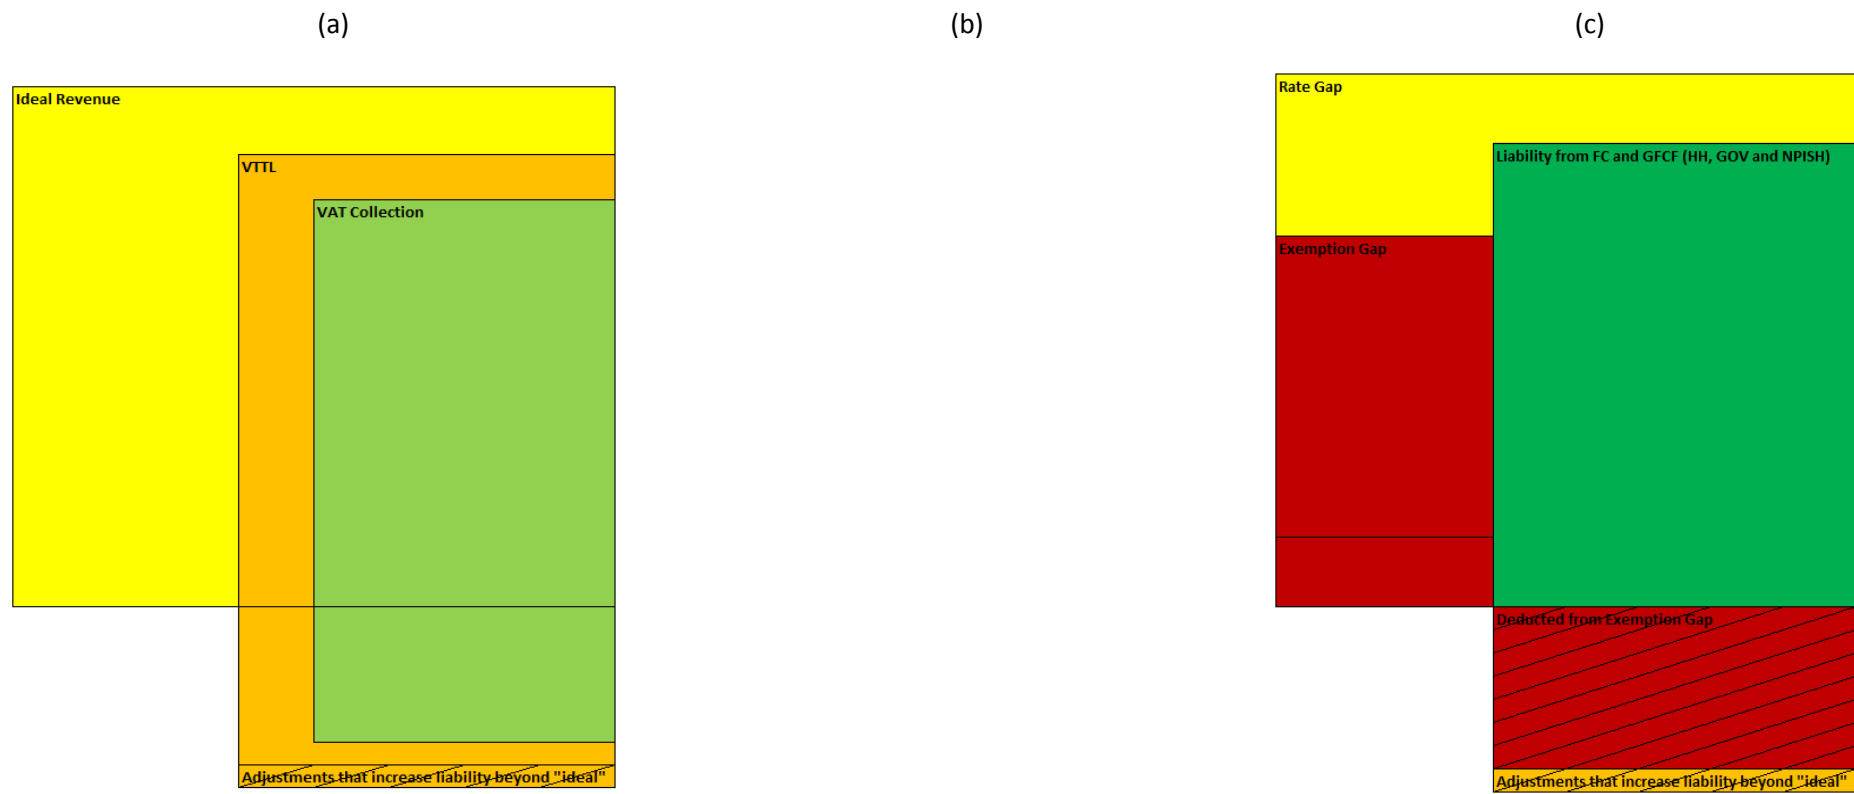 (a)
(b)
(c)
Ideal Revenue
VTTL
VAT Collection
Adjustments that increase liability beyond "ideal"
Rate Gap
Liability from FC and GFCF (HH, GOV and NPISH)
Exemption Gap
Deducted from Exemption Gap
Adjustments that increase liability beyond "ideal"